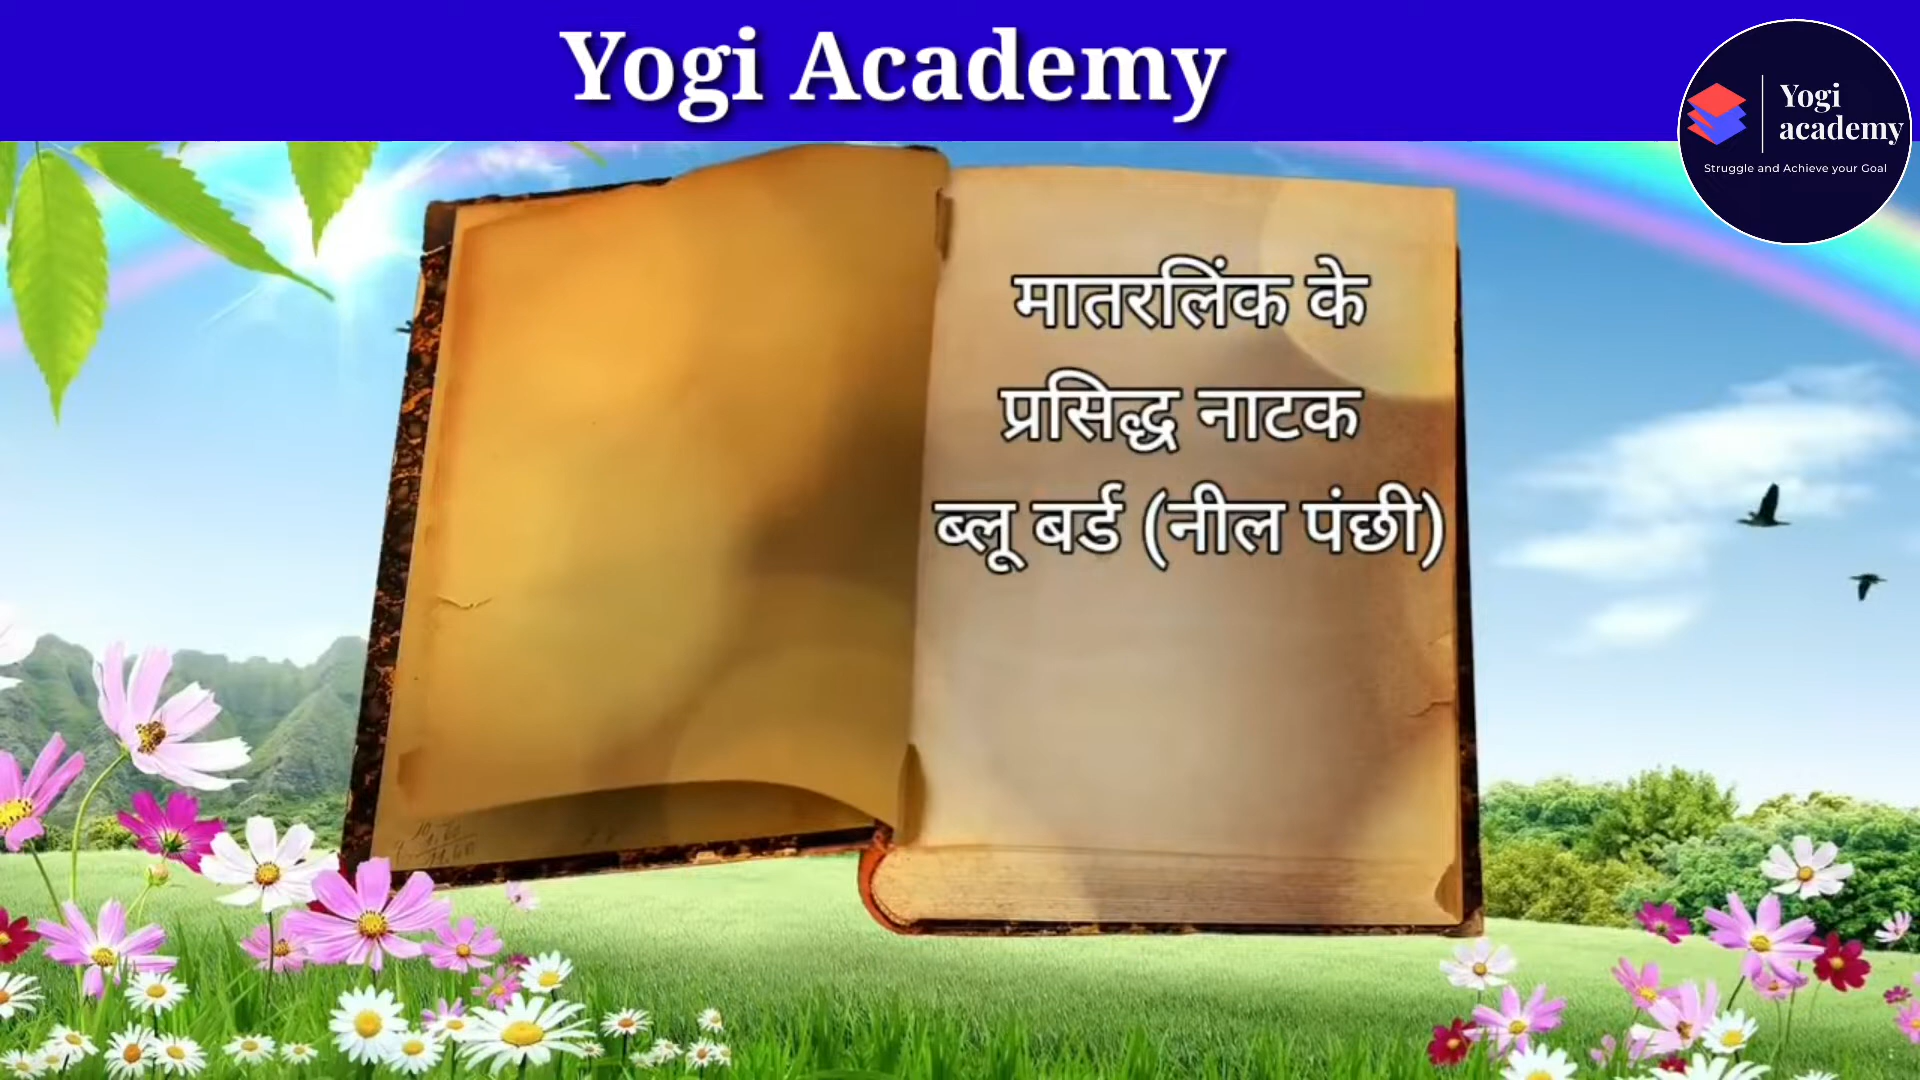 Yogi Academy
Yogi
academy
Struggle and Achieve your Goal
मातरलिंक के
प्रसिद्ध नाटक
ब्लू बर्ड (नील पंछी)